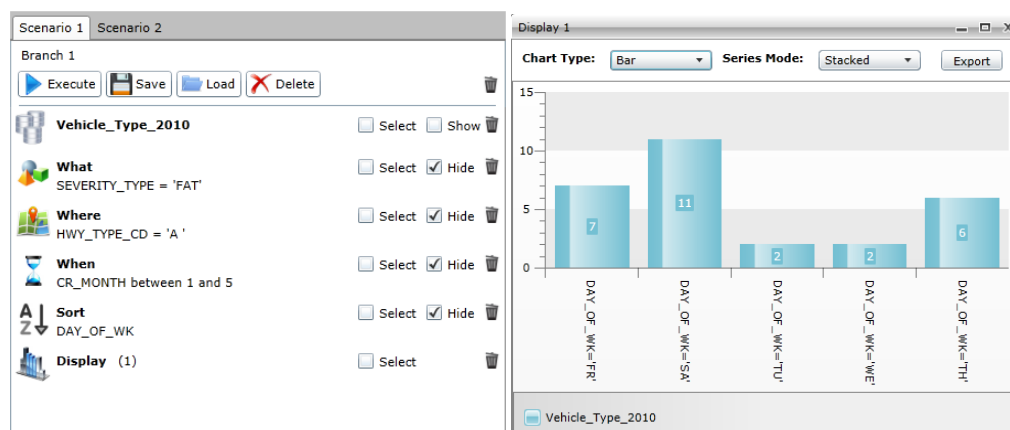 Scenario 1 Scenario 2
Branch 1
Execute Save Load Delete
Vehicle_Type_2010 Select Show
What Select Hide
SEVERITY_TYPE = 'FAT'
Where Select Hide
HWY_TYPE_CD = 'A '
When Select Hide
CR_MONTH between 1 and 5
Sort Select Hide
DAY_OF_WK
Display (1) Select
Display 1
Chart Type: Bar Series Mode: Stacked Export
15
10
5
0
7
11
2
2
6
DAY_OF_WK='FR'
DAY_OF_WK='SA'
DAY_OF_WK='TU'
DAY_OF_WK='WE'
DAY_OF_WK='TH'
Vehicle_Type_2010